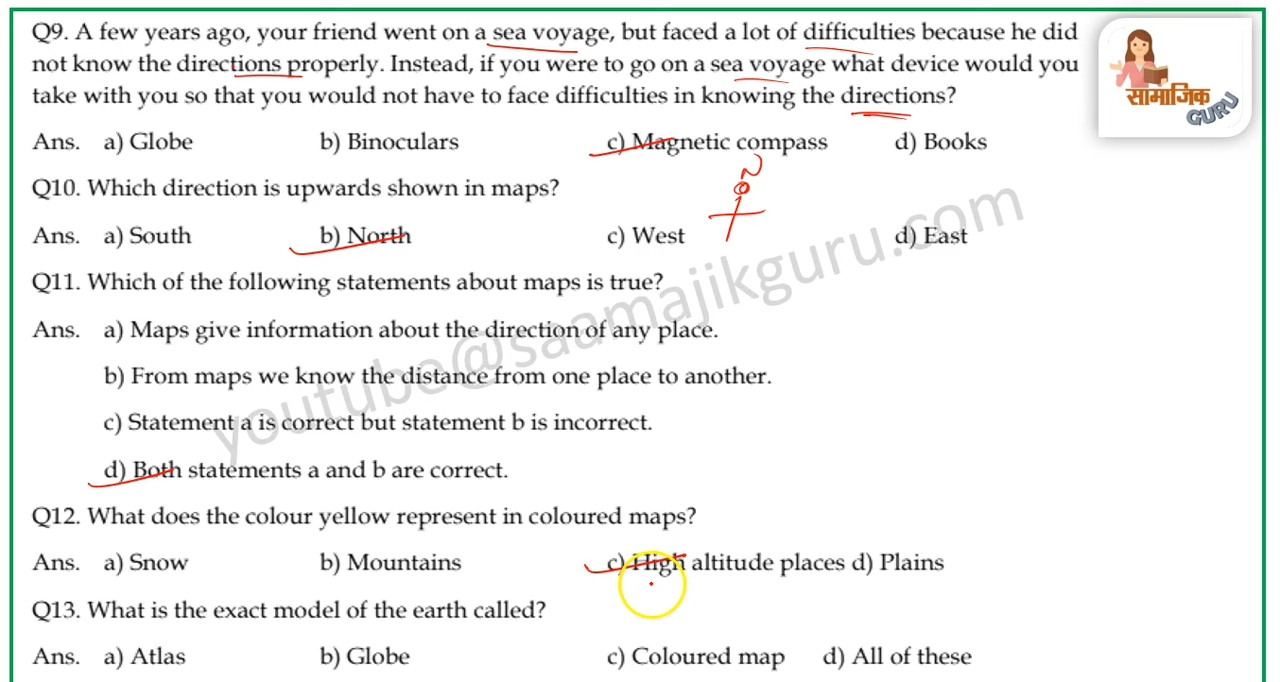 Q9. A few years ago, your friend went on a sea voyage, but faced a lot of difficulties because he did
not know the directions properly. Instead, if you were to go on a sea voyage what device would you
take with you so that you would not have to face difficulties in knowing the directions?
Ans. a) Globe b) Binoculars c) Magnetic compass d) Books
Q10. Which direction is upwards shown in maps?
N
Ans. a) South b) North c) West d) East
Q11. Which of the following statements about maps is true?
Ans. a) Maps give information about the direction of any place.
b) From maps we know the distance from one place to another.
c) Statement a is correct but statement b is incorrect.
d) Both statements a and b are correct.
Q12. What does the colour yellow represent in coloured maps?
Ans. a) Snow b) Mountains c) High altitude places d) Plains
Q13. What is the exact model of the earth called?
Ans. a) Atlas b) Globe c) Coloured map d) All of these
सामाजिक
GURU
youtube@saamajikguru.com